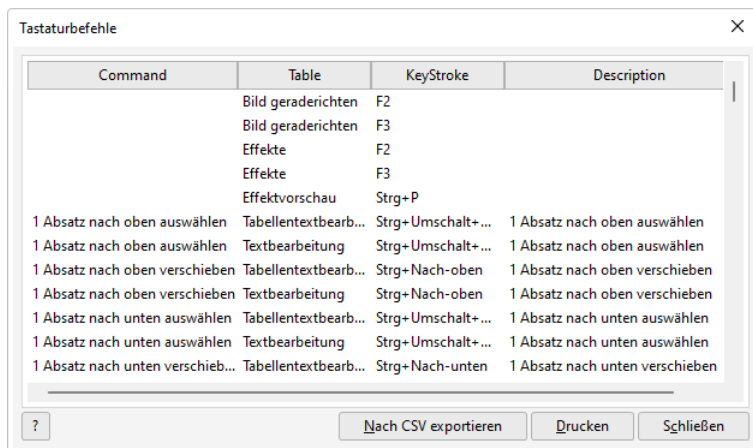 Tastaturbefehle
Command Table KeyStroke Description
Bild geraderichten F2
Bild geraderichten F3
Effekte F2
Effekte F3
Effektvorschau Strg+P
1 Absatz nach oben auswählen Tabellentextbearb... Strg+Umschalt+... 1 Absatz nach oben auswählen
1 Absatz nach oben auswählen Textbearbeitung Strg+Umschalt+... 1 Absatz nach oben auswählen
1 Absatz nach oben verschieben Tabellentextbearb... Strg+Nach-oben 1 Absatz nach oben verschieben
1 Absatz nach oben verschieben Textbearbeitung Strg+Nach-oben 1 Absatz nach oben verschieben
1 Absatz nach unten auswählen Tabellentextbearb... Strg+Umschalt+... 1 Absatz nach unten auswählen
1 Absatz nach unten auswählen Textbearbeitung Strg+Umschalt+... 1 Absatz nach unten auswählen
1 Absatz nach unten verschieb... Tabellentextbearb... Strg+Nach-unten 1 Absatz nach unten verschieben
? Nach CSV exportieren Drucken Schließen